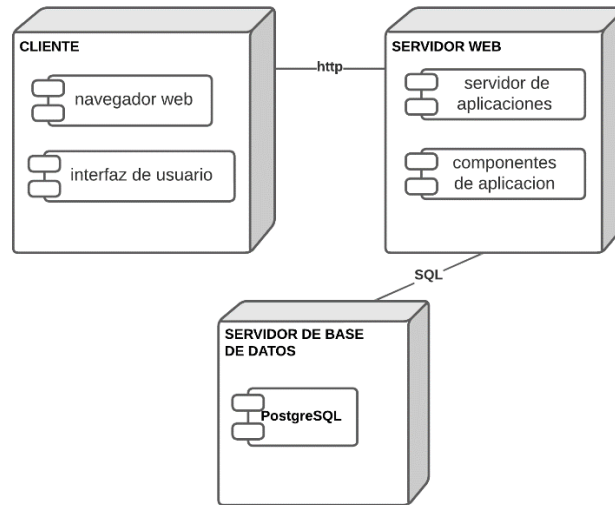 CLIENTE
navegador web
interfaz de usuario
http
SERVIDOR WEB
servidor de
aplicaciones
componentes
de aplicacion
SQL
SERVIDOR DE BASE
DE DATOS
PostgreSQL